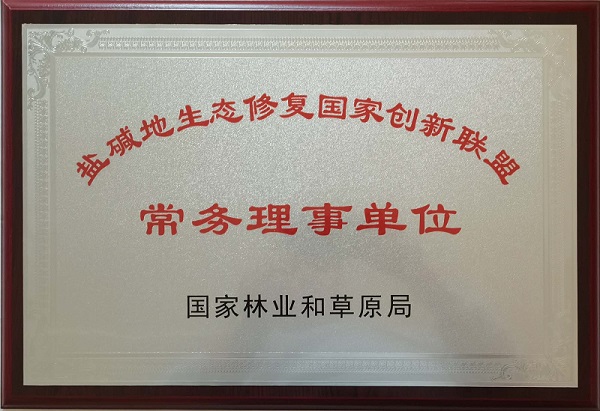 盐碱地生态修复国家创新联盟
常务理事单位
国家林业和草原局